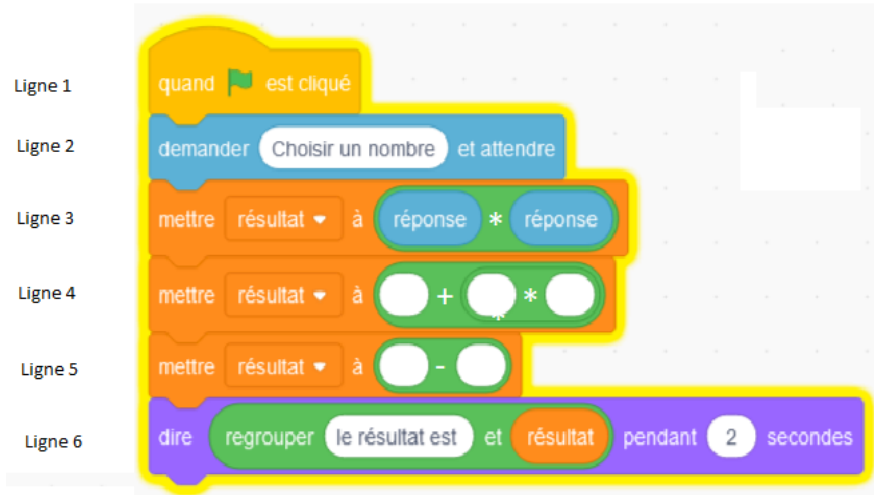 Ligne 1 quand est cliqué
Ligne 2 demander Choisir un nombre et attendre
Ligne 3 mettre résultat à réponse * réponse
Ligne 4 mettre résultat à + *
Ligne 5 mettre résultat à -
Ligne 6 dire regrouper le résultat est et résultat pendant 2 secondes